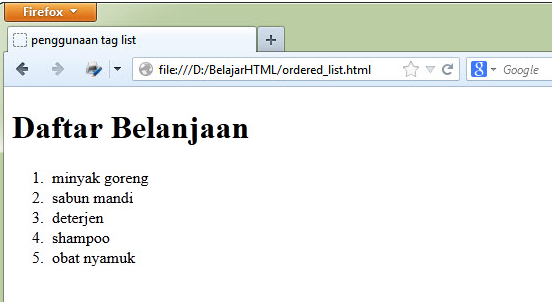 Firefox
penggunaan tag list
file:///D:/BelajarHTML/ordered_list.html
Google
Daftar Belanjaan
1. minyak goreng
2. sabun mandi
3. deterjen
4. shampoo
5. obat nyamuk